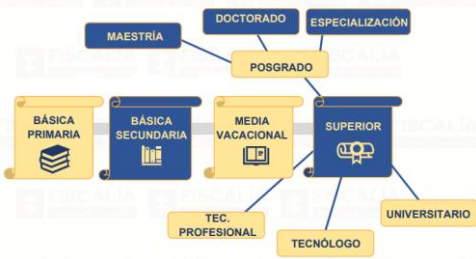 DOCTORADO
ESPECIALIZACIÓN
MAESTRÍA
POSGRADO
BÁSICA
PRIMARIA
BÁSICA
SECUNDARIA
MEDIA
VACACIONAL
SUPERIOR
TEC.
PROFESIONAL
TECNÓLOGO
UNIVERSITARIO